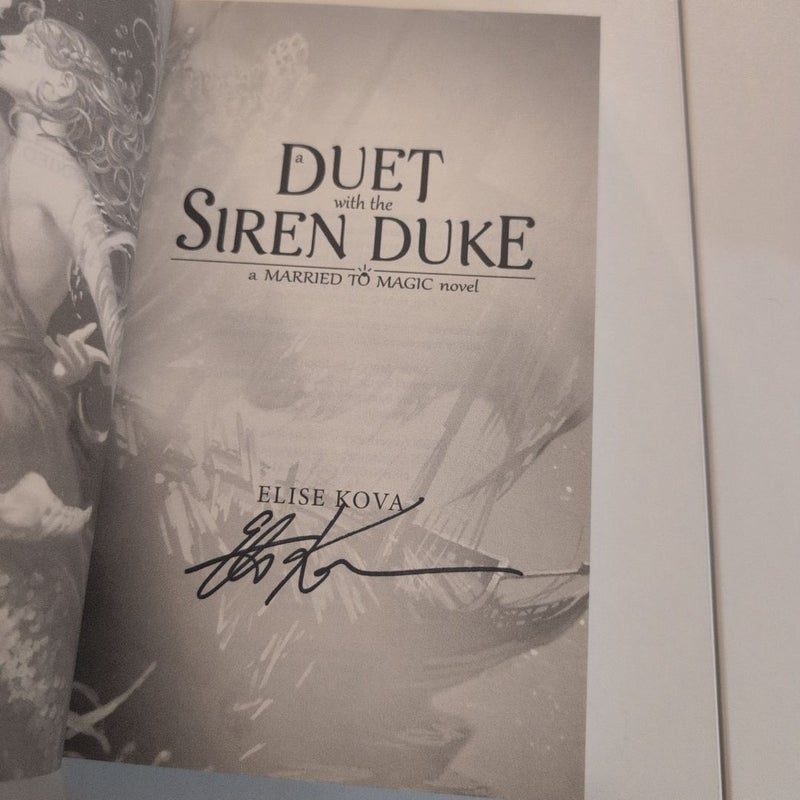 a DUET
with the
SIREN DUKE
a MARRIED TO MAGIC novel
ELISE KOVA